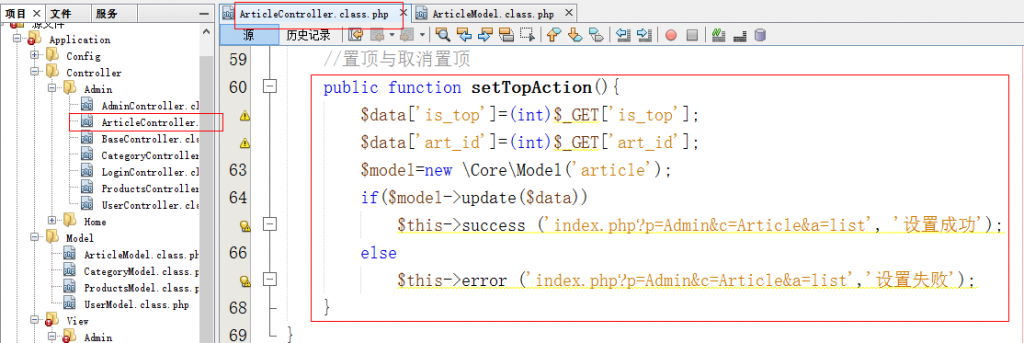 项目 × 文件 服务
源文件
Application
Config
Controller
Admin
AdminController.cl
ArticleController.
BaseController.cla
CategoryController
LoginController.cl
ProductsController
UserController.cla
Home
Model
ArticleModel.class.p
CategoryModel.class.
ProductsModel.class.
UserModel.class.php
View
Admin
ArticleController.class.php × ArticleModel.class.php ×
源 历史记录
59 //置顶与取消置顶
60 public function setTopAction(){
$data['is_top']=(int)$_GET['is_top'];
$data['art_id']=(int)$_GET['art_id'];
63 $model=new \Core\Model('article');
64 if($model->update($data))
$this->success ('index.php?p=Admin&c=Article&a=list', '设置成功');
66 else
$this->error ('index.php?p=Admin&c=Article&a=list','设置失败');
68 }
69 }